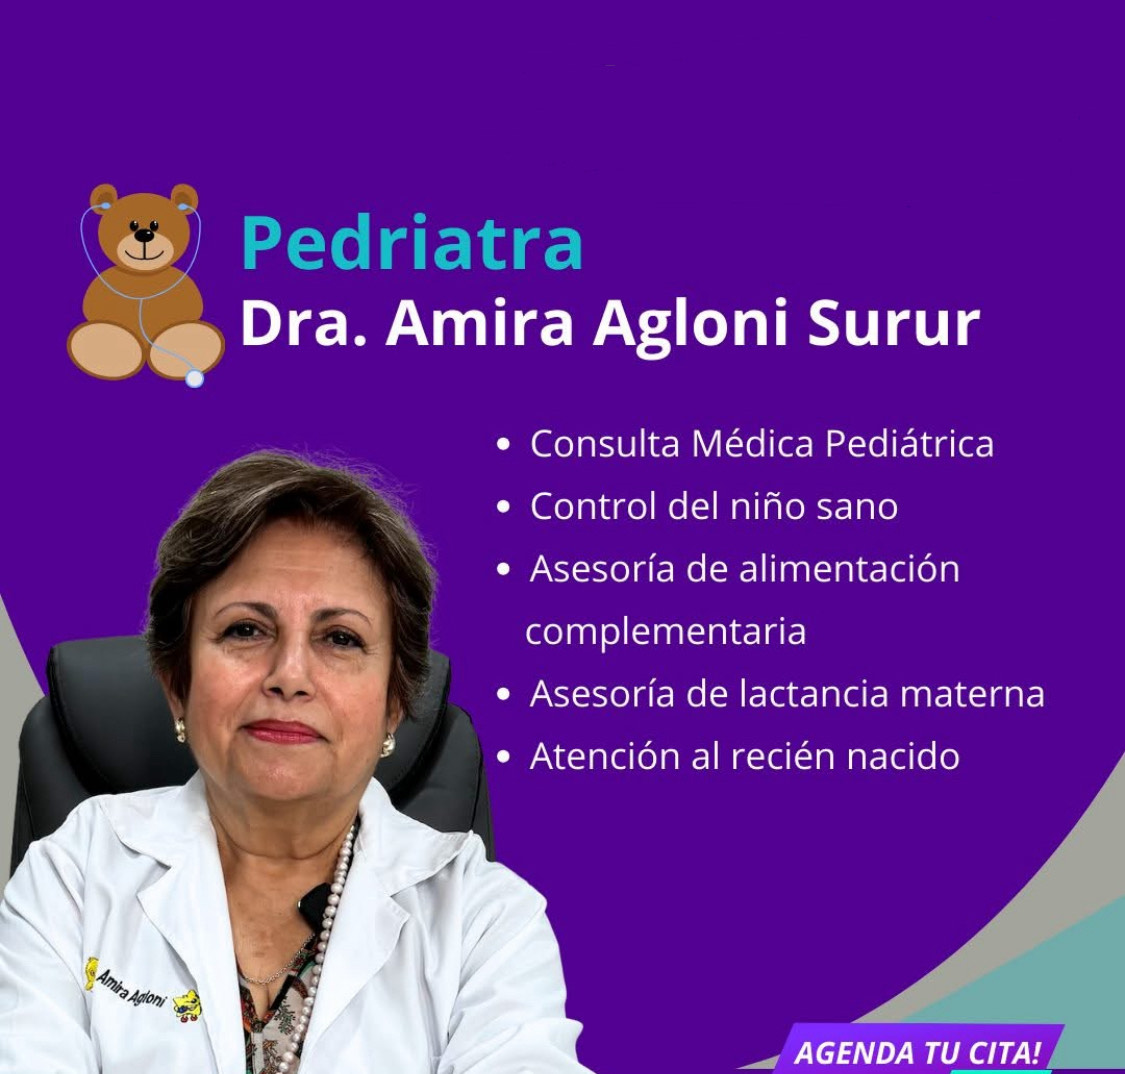 Pedriatra
Dra. Amira Agloni Surur
• Consulta Médica Pediátrica
• Control del niño sano
• Asesoría de alimentación
complementaria
• Asesoría de lactancia materna
• Atención al recién nacido
Amira Agloni
AGENDA TU CITA!